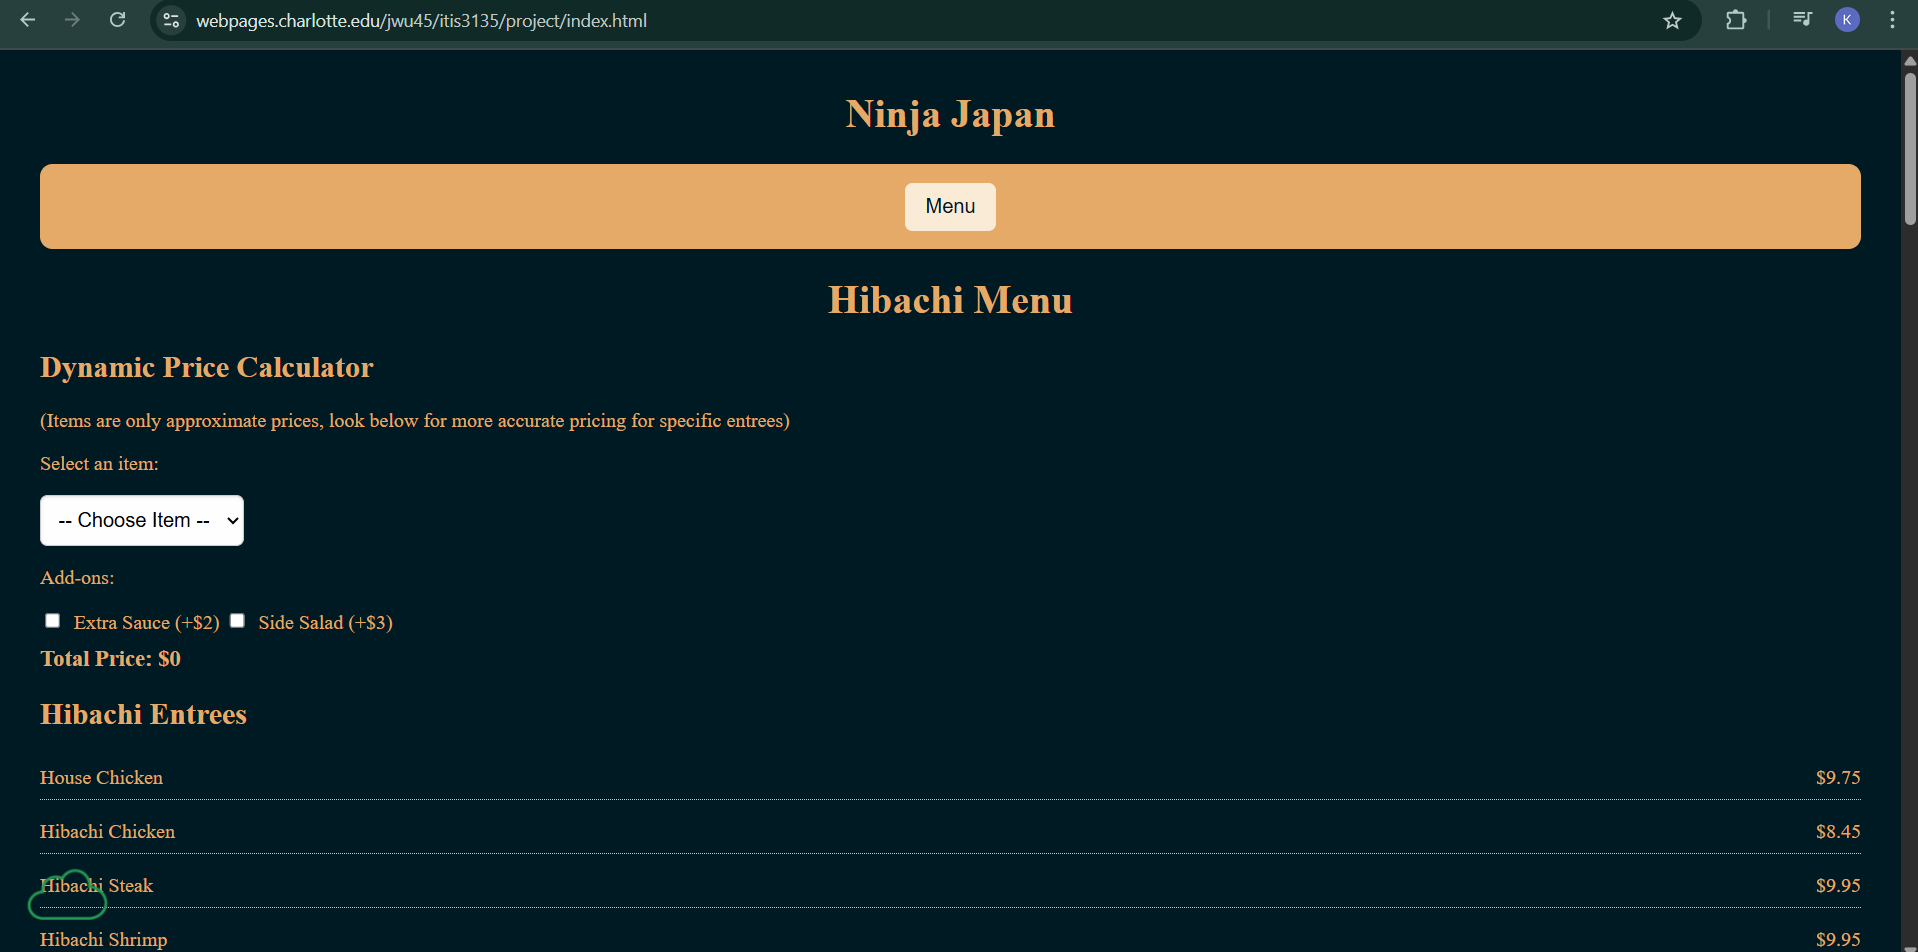 webpages.charlotte.edu/jwu45/itis3135/project/index.html
K
Ninja Japan
Menu
Hibachi Menu
Dynamic Price Calculator
(Items are only approximate prices, look below for more accurate pricing for specific entrees)
Select an item:
-- Choose Item --
Add-ons:
Extra Sauce (+$2) Side Salad (+$3)
Total Price: $0
Hibachi Entrees
House Chicken $9.75
Hibachi Chicken $8.45
Hibachi Steak $9.95
Hibachi Shrimp $9.95